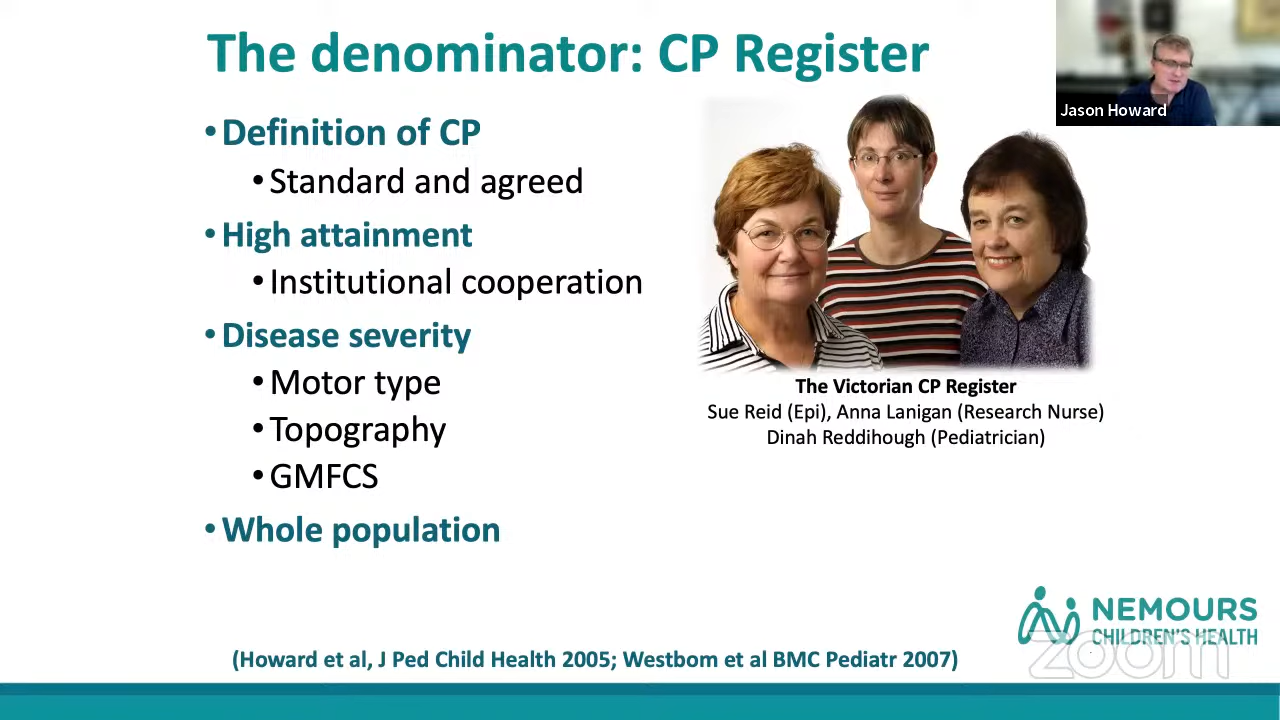 The denominator: CP Register
Jason Howard
•Definition of CP
•Standard and agreed
•High attainment
•Institutional cooperation
•Disease severity
•Motor type
•Topography
•GMFCS
•Whole population
The Victorian CP Register
Sue Reid (Epi), Anna Lanigan (Research Nurse)
Dinah Reddihough (Pediatrician)
NEMOURS
CHILDREN'S HEALTH
zoom
(Howard et al, J Ped Child Health 2005; Westbom et al BMC Pediatr 2007)